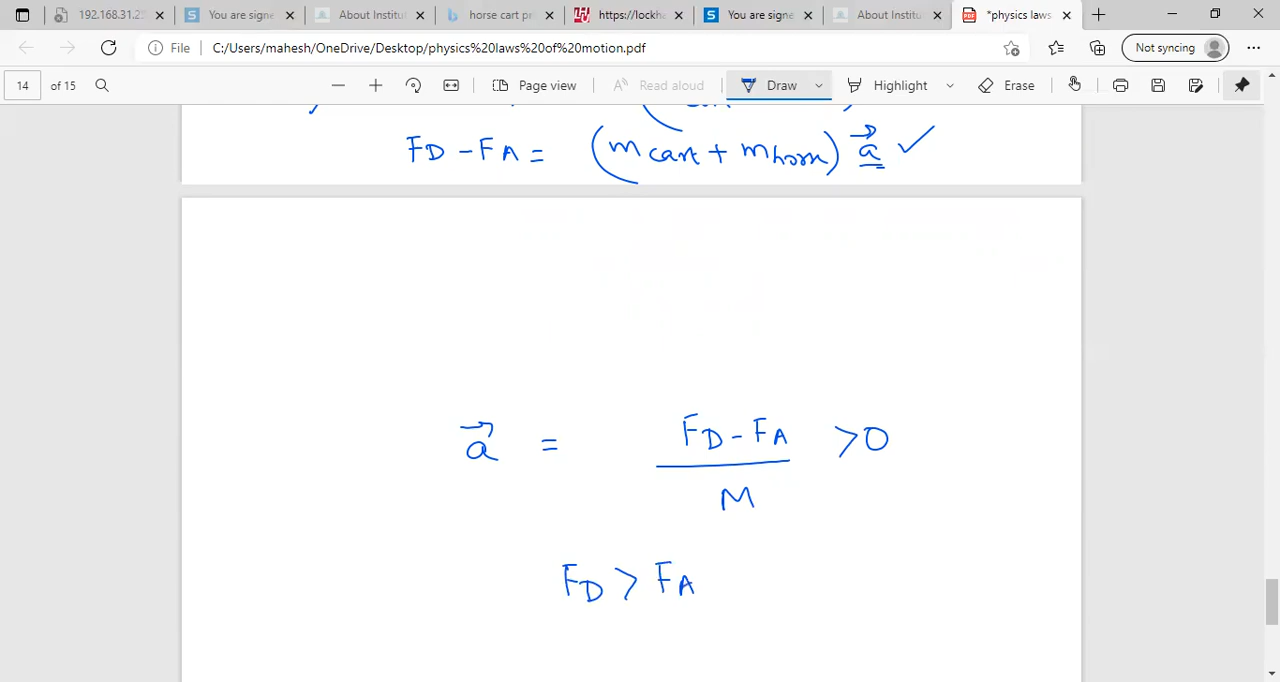 192.168.31.2 You are signe About Institu horse cart pri https://lockha You are signe About Institu *physics laws
File C:/Users/mahesh/OneDrive/Desktop/physics%20laws%20of%20motion.pdf Not syncing
14 of 15 Page view Read aloud Draw Highlight Erase
FD - FA = (m cart + m horse) a⃗ ✓
a⃗ = FD - FA / M > 0
FD > FA